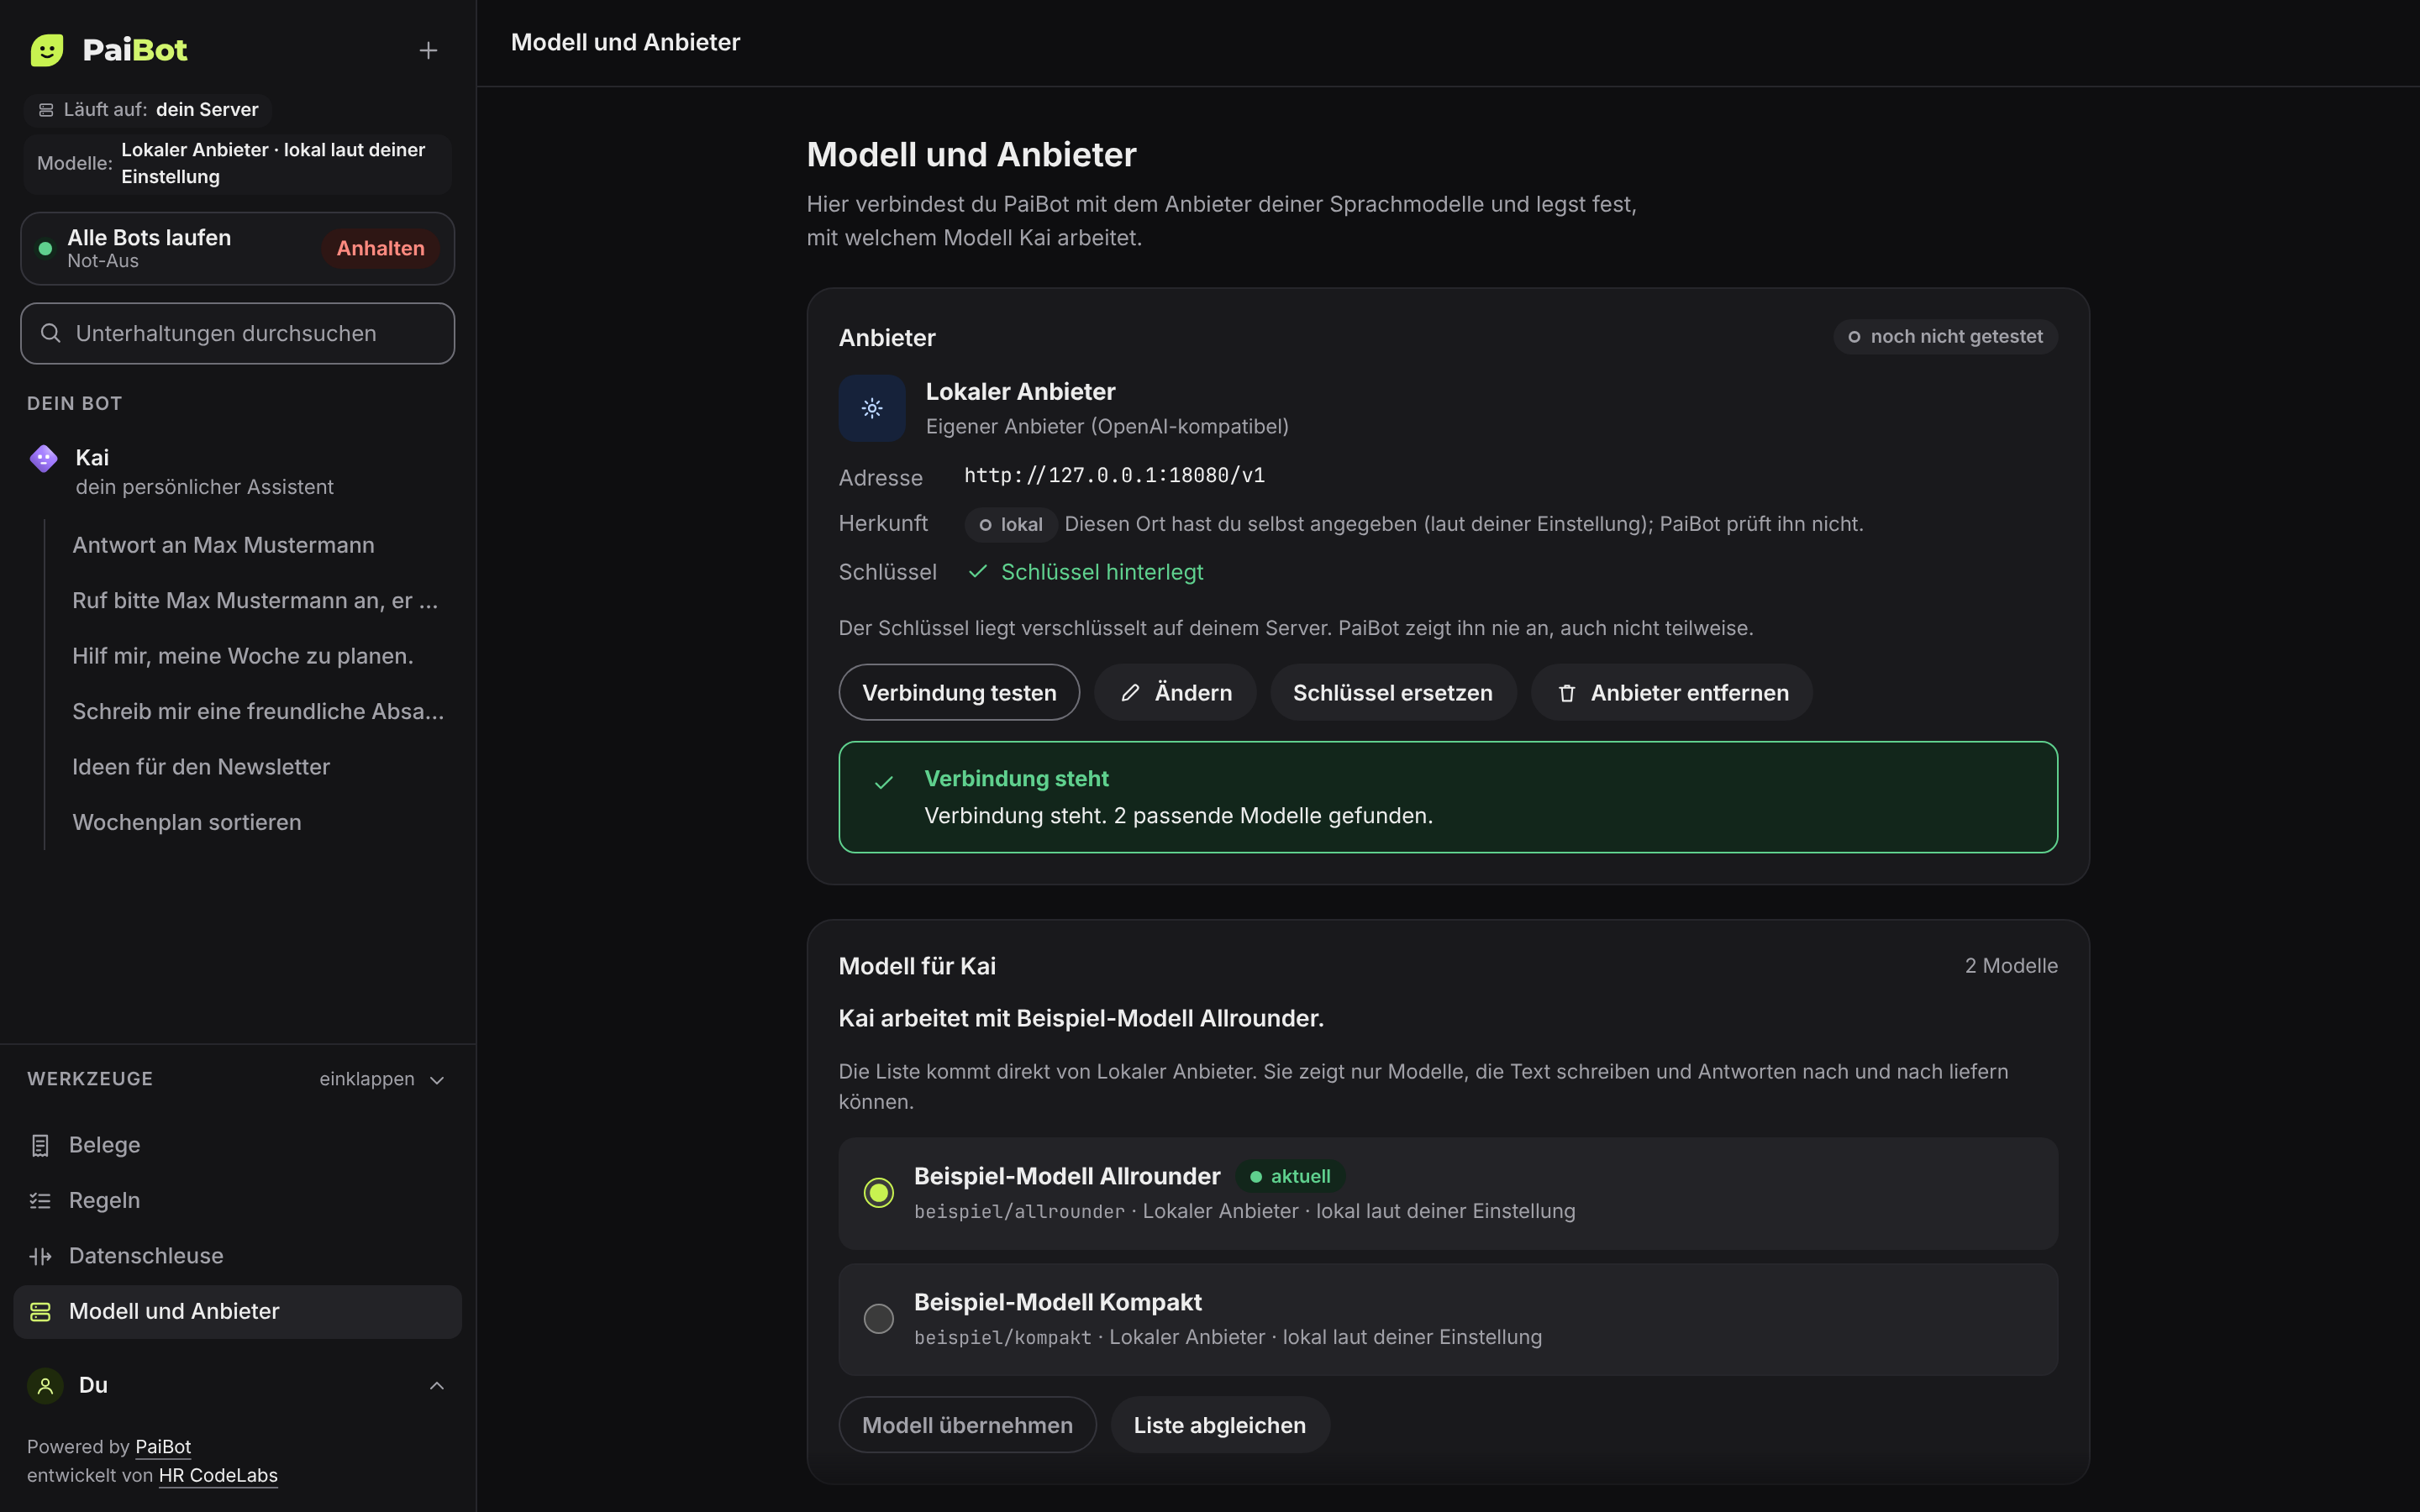 PaiBot
Läuft auf: dein Server
Modelle: Lokaler Anbieter · lokal laut deiner
Einstellung
Alle Bots laufen
Not-Aus
Anhalten
Unterhaltungen durchsuchen
DEIN BOT
Kai
dein persönlicher Assistent
Antwort an Max Mustermann
Ruf bitte Max Mustermann an, er ...
Hilf mir, meine Woche zu planen.
Schreib mir eine freundliche Absa...
Ideen für den Newsletter
Wochenplan sortieren
WERKZEUGE
einklappen
Belege
Regeln
Datenschleuse
Modell und Anbieter
Du
Powered by PaiBot
entwickelt von HR CodeLabs
Modell und Anbieter
Modell und Anbieter
Hier verbindest du PaiBot mit dem Anbieter deiner Sprachmodelle und legst fest,
mit welchem Modell Kai arbeitet.
Anbieter
noch nicht getestet
Lokaler Anbieter
Eigener Anbieter (OpenAI-kompatibel)
Adresse http://127.0.0.1:18080/v1
Herkunft lokal Diesen Ort hast du selbst angegeben (laut deiner Einstellung); PaiBot prüft ihn nicht.
Schlüssel Schlüssel hinterlegt
Der Schlüssel liegt verschlüsselt auf deinem Server. PaiBot zeigt ihn nie an, auch nicht teilweise.
Verbindung testen Ändern Schlüssel ersetzen Anbieter entfernen
Verbindung steht
Verbindung steht. 2 passende Modelle gefunden.
Modell für Kai
2 Modelle
Kai arbeitet mit Beispiel-Modell Allrounder.
Die Liste kommt direkt von Lokaler Anbieter. Sie zeigt nur Modelle, die Text schreiben und Antworten nach und nach liefern
können.
Beispiel-Modell Allrounder aktuell
beispiel/allrounder · Lokaler Anbieter · lokal laut deiner Einstellung
Beispiel-Modell Kompakt
beispiel/kompakt · Lokaler Anbieter · lokal laut deiner Einstellung
Modell übernehmen Liste abgleichen